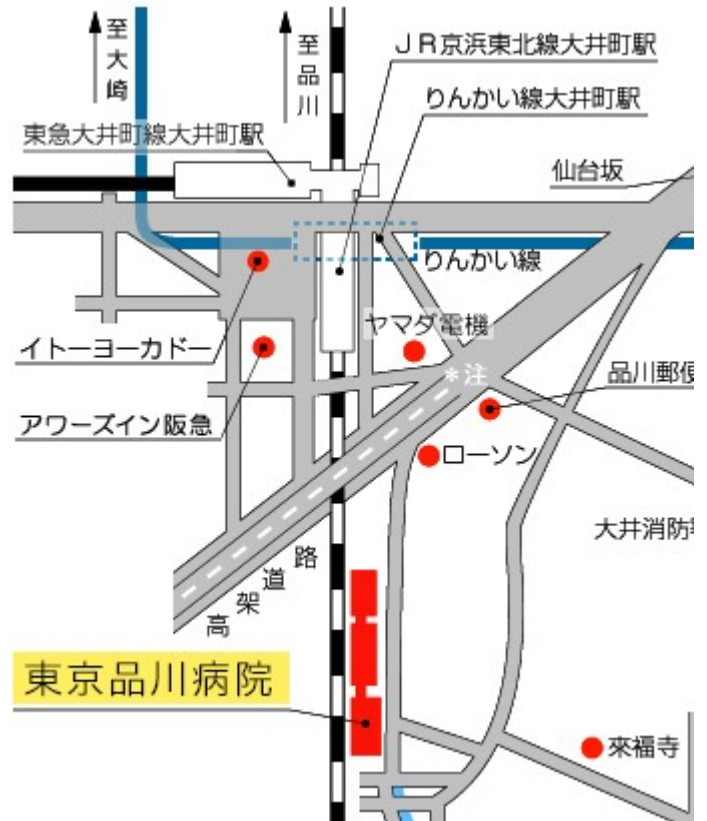 至大崎
至品川
JR京浜東北線大井町駅
りんかい線大井町駅
東急大井町線大井町駅
仙台坂
りんかい線
ヤマダ電機
イトーヨーカドー
*注
品川郵便
アワーズイン阪急
ローソン
大井消防
高架道路
東京品川病院
來福寺